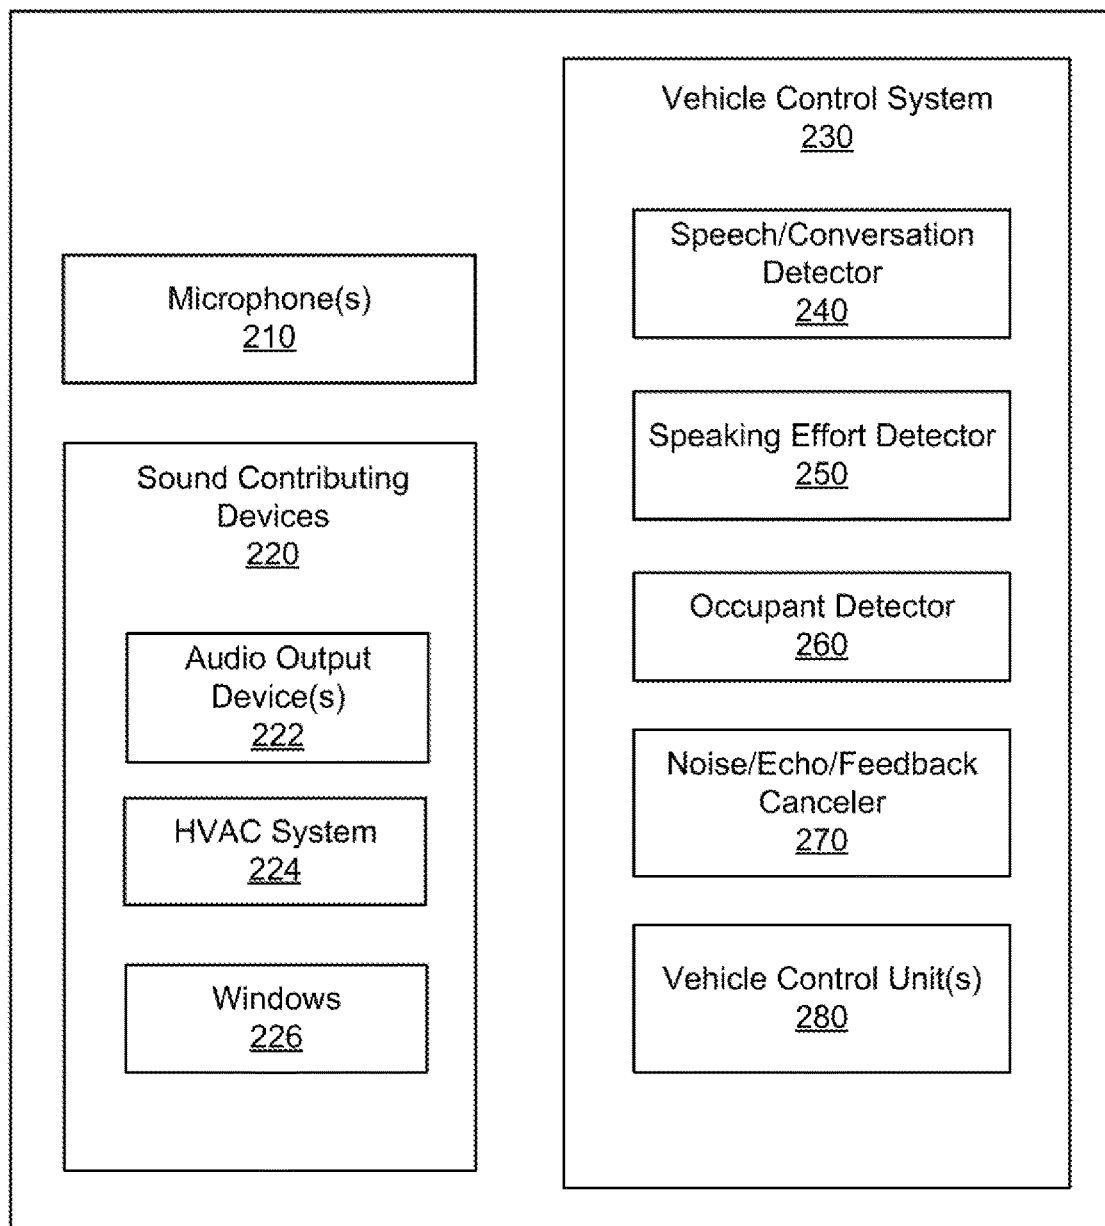 Microphone(s)
210
Sound Contributing
Devices
220
Audio Output
Device(s)
222
HVAC System
224
Windows
226
Vehicle Control System
230
Speech/Conversation
Detector
240
Speaking Effort Detector
250
Occupant Detector
260
Noise/Echo/Feedback
Canceler
270
Vehicle Control Unit(s)
280